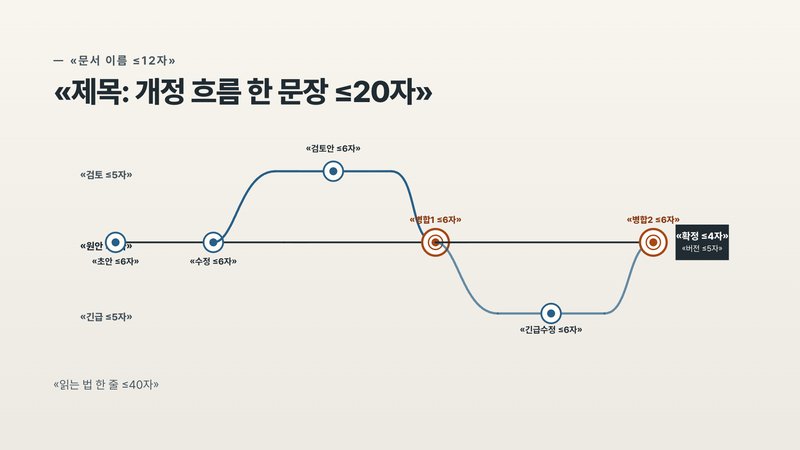 — «문서 이름 ≤12자»
«제목: 개정 흐름 한 문장 ≤20자»
«검토안 ≤6자»
«검토 ≤5자»
«병합1 ≤6자»
«병합2 ≤6자»
«확정 ≤4자»
«버전 ≤5자»
«원안
자»
«초안 ≤6자»
«수정 ≤6자»
«긴급 ≤5자»
«긴급수정 ≤6자»
«읽는 법 한 줄 ≤40자»